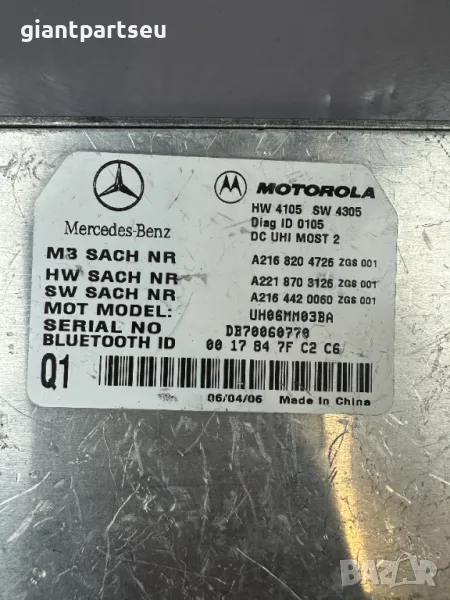 giantpartseu
Mercedes-Benz
MOTOROLA
HW 4105 SW 4305
Diag ID 0105
DC UHI MOST 2
MB SACH NR A216 820 4726 ZGS 001
HW SACH NR A221 870 3126 ZGS 001
SW SACH NR A216 442 0060 ZGS 001
MOT MODEL: UH06MM03BA
SERIAL NO DB70060770
BLUETOOTH ID 00 17 84 7F C2 C6
Q1
06/04/06 Made In China
BAZAR
bg